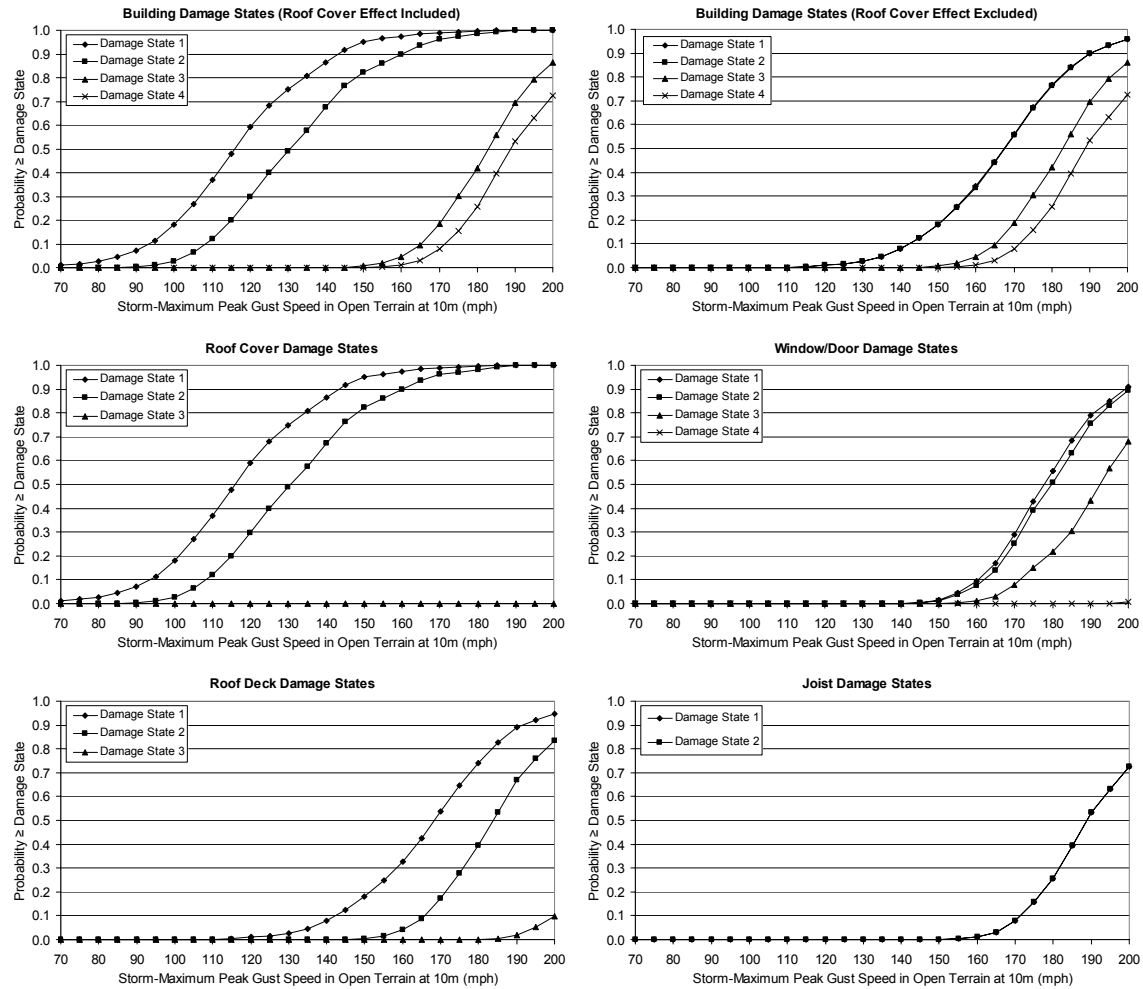 Building Damage States (Roof Cover Effect Included)
Probability ≥ Damage State
1.0
0.9
0.8
0.7
0.6
0.5
0.4
0.3
0.2
0.1
0.0
Damage State 1
Damage State 2
Damage State 3
Damage State 4
70 80 90 100 110 120 130 140 150 160 170 180 190 200
Storm-Maximum Peak Gust Speed in Open Terrain at 10m (mph)
Building Damage States (Roof Cover Effect Excluded)
Probability ≥ Damage State
1.0
0.9
0.8
0.7
0.6
0.5
0.4
0.3
0.2
0.1
0.0
Damage State 1
Damage State 2
Damage State 3
Damage State 4
70 80 90 100 110 120 130 140 150 160 170 180 190 200
Storm-Maximum Peak Gust Speed in Open Terrain at 10m (mph)
Roof Cover Damage States
Probability ≥ Damage State
1.0
0.9
0.8
0.7
0.6
0.5
0.4
0.3
0.2
0.1
0.0
Damage State 1
Damage State 2
Damage State 3
70 80 90 100 110 120 130 140 150 160 170 180 190 200
Storm-Maximum Peak Gust Speed in Open Terrain at 10m (mph)
Window/Door Damage States
Probability ≥ Damage State
1.0
0.9
0.8
0.7
0.6
0.5
0.4
0.3
0.2
0.1
0.0
Damage State 1
Damage State 2
Damage State 3
Damage State 4
70 80 90 100 110 120 130 140 150 160 170 180 190 200
Storm-Maximum Peak Gust Speed in Open Terrain at 10m (mph)
Roof Deck Damage States
Probability ≥ Damage State
1.0
0.9
0.8
0.7
0.6
0.5
0.4
0.3
0.2
0.1
0.0
Damage State 1
Damage State 2
Damage State 3
70 80 90 100 110 120 130 140 150 160 170 180 190 200
Storm-Maximum Peak Gust Speed in Open Terrain at 10m (mph)
Joist Damage States
Probability ≥ Damage State
1.0
0.9
0.8
0.7
0.6
0.5
0.4
0.3
0.2
0.1
0.0
Damage State 1
Damage State 2
70 80 90 100 110 120 130 140 150 160 170 180 190 200
Storm-Maximum Peak Gust Speed in Open Terrain at 10m (mph)